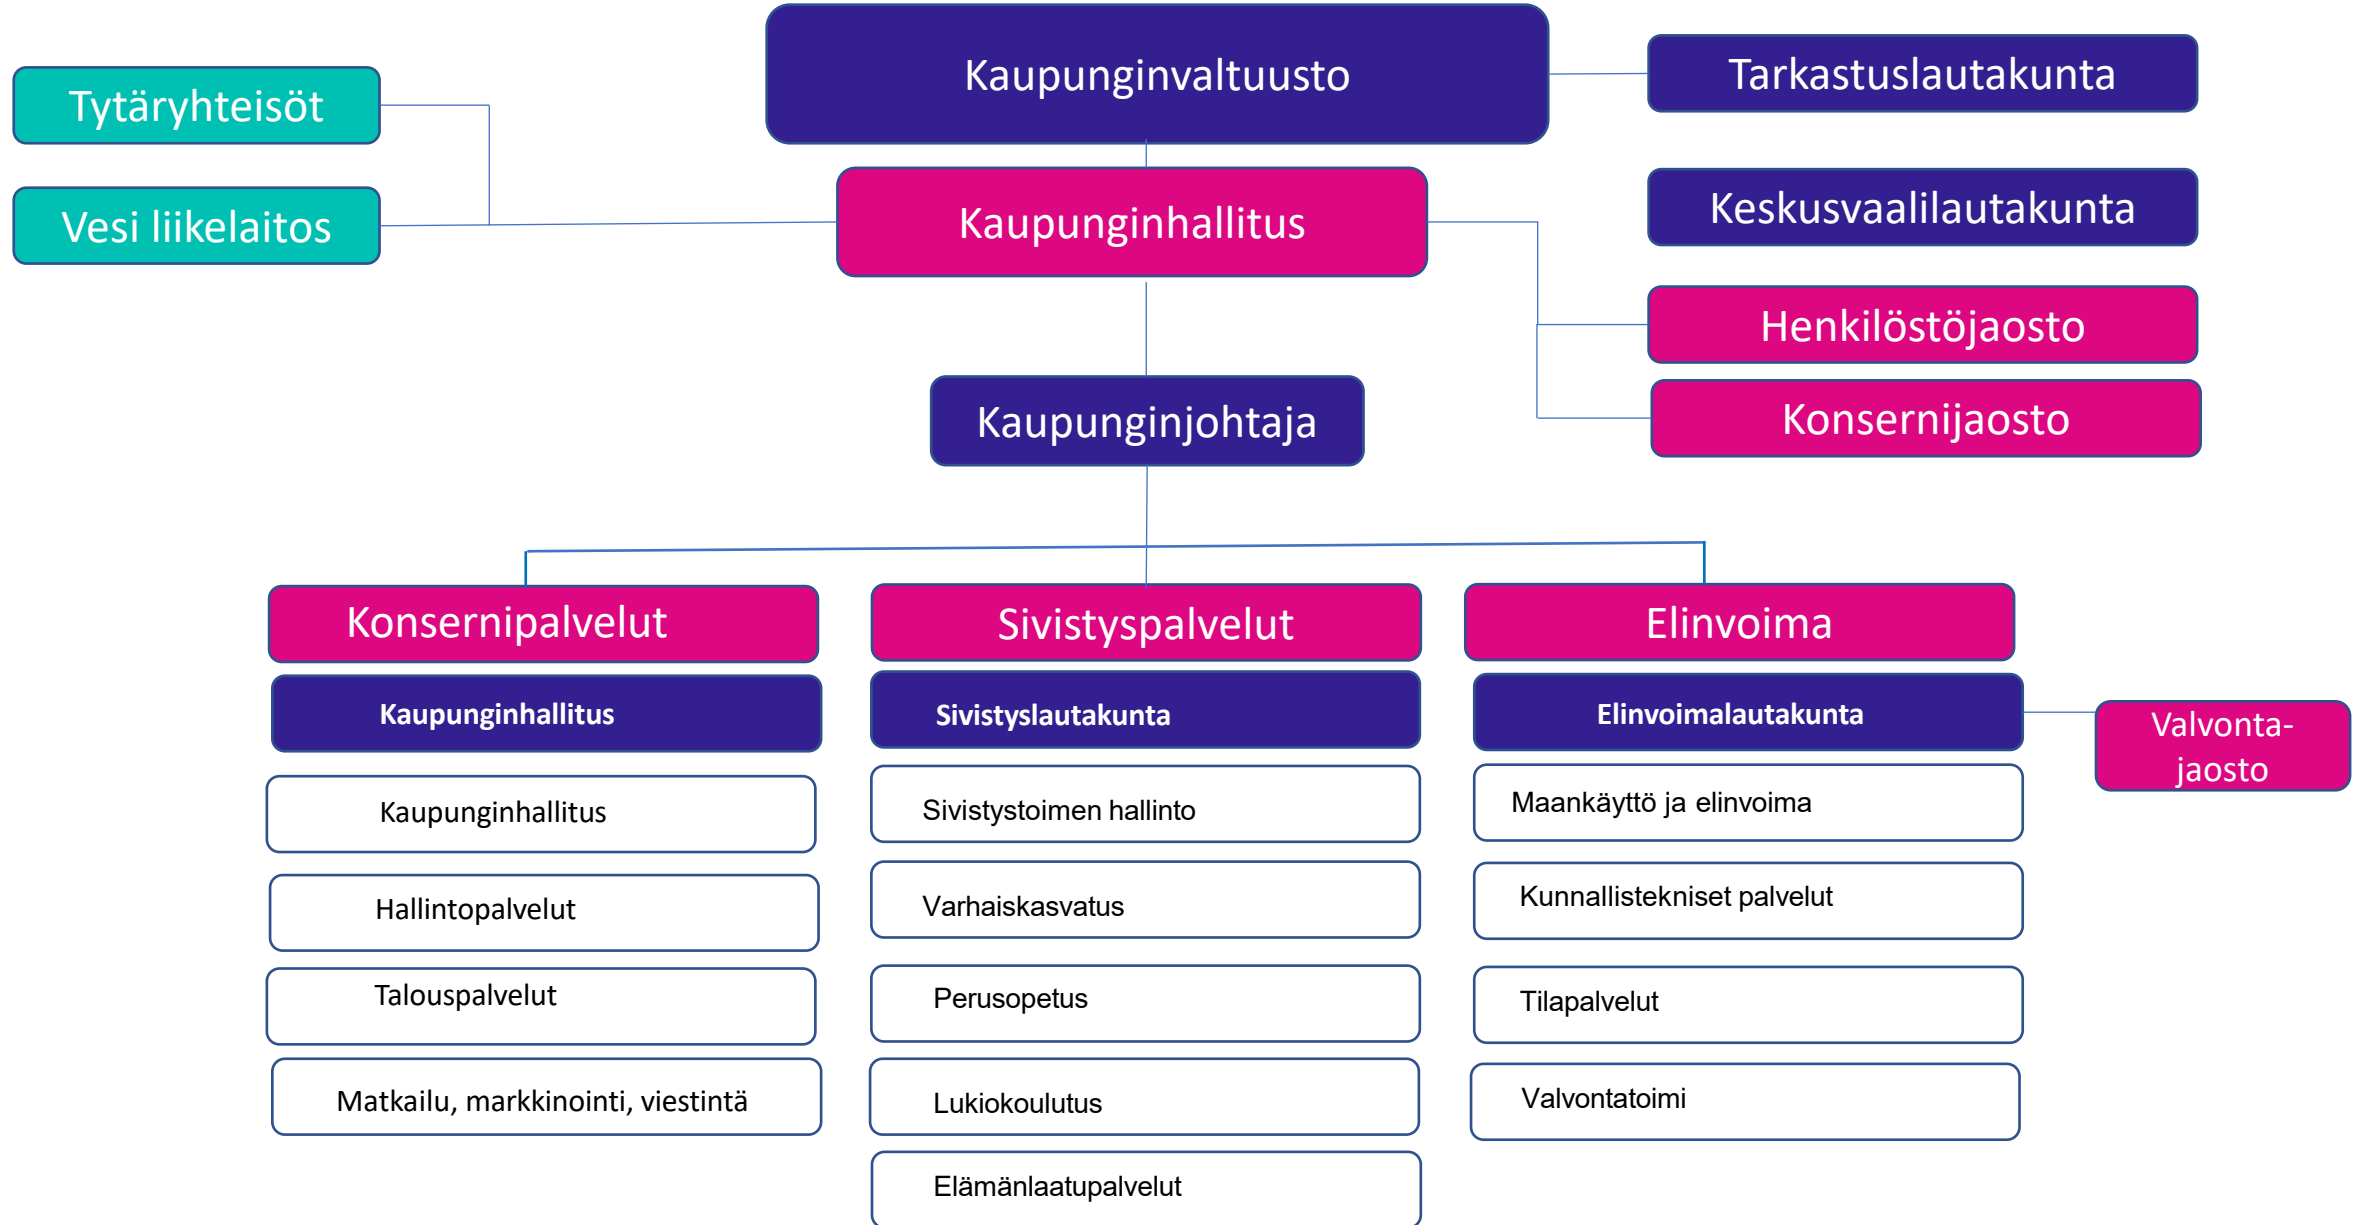 Kaupunginvaltuusto
Tarkastuslautakunta
Tytäryhteisöt
Keskusvaalilautakunta
Vesi liikelaitos
Kaupunginhallitus
Henkilöstöjaosto
Kaupunginjohtaja
Konsernijaosto
Konsernipalvelut
Kaupunginhallitus
Kaupunginhallitus
Hallintopalvelut
Talouspalvelut
Matkailu, markkinointi, viestintä
Sivistyspalvelut
Sivistyslautakunta
Sivistystoimen hallinto
Varhaiskasvatus
Perusopetus
Lukiokoulutus
Elämänlaatupalvelut
Elinvoima
Elinvoimalautakunta
Valvonta-
jaosto
Maankäyttö ja elinvoima
Kunnallistekniset palvelut
Tilapalvelut
Valvontatoimi